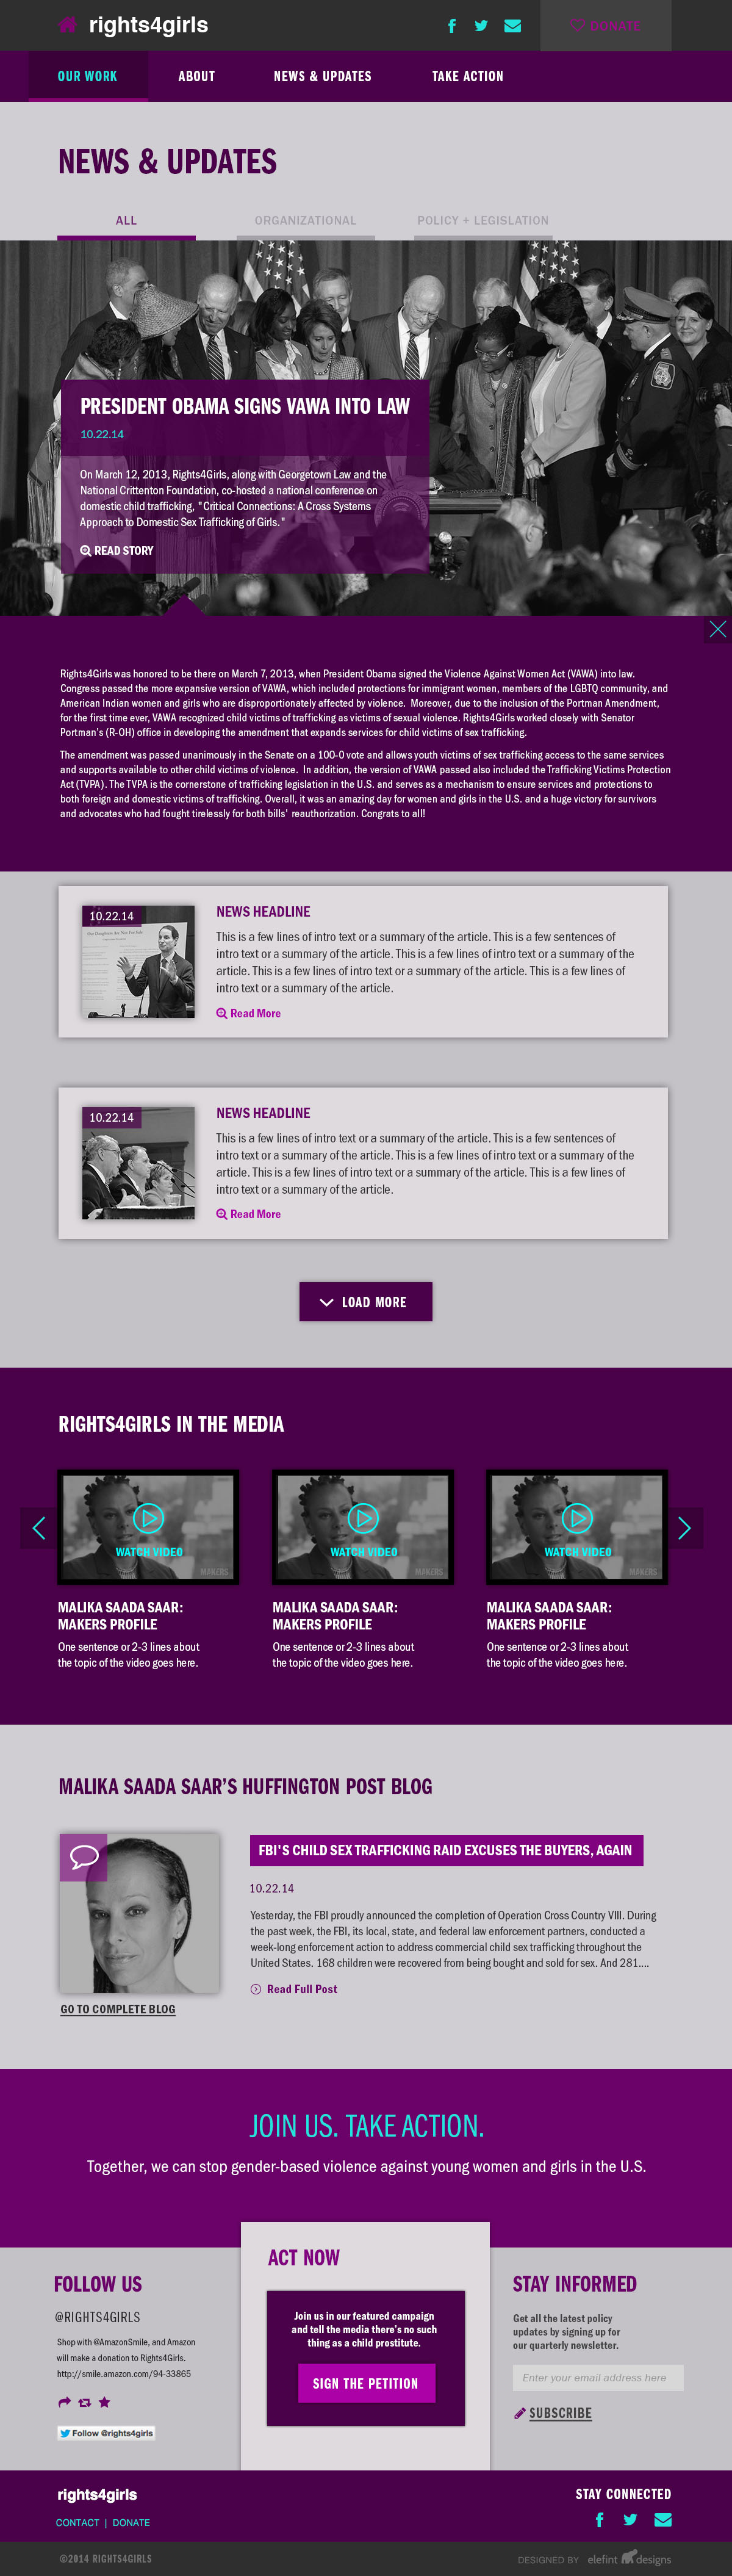 rights4girls
DONATE
OUR WORK
ABOUT
NEWS & UPDATES
TAKE ACTION
NEWS & UPDATES
ALL
ORGANIZATIONAL
POLICY + LEGISLATION
PRESIDENT OBAMA SIGNS VAWA INTO LAW
10.22.14
On March 12, 2013, Rights4Girls, along with Georgetown Law and the
National Crittenton Foundation, co-hosted a national conference on
domestic child trafficking, "Critical Connections: A Cross Systems
Approach to Domestic Sex Trafficking of Girls."
READ STORY
Rights4Girls was honored to be there on March 7, 2013, when President Obama signed the Violence Against Women Act (VAWA) into law.
Congress passed the more expansive version of VAWA, which included protections for immigrant women, members of the LGBTQ community, and
American Indian women and girls who are disproportionately affected by violence. Moreover, due to the inclusion of the Portman Amendment,
for the first time ever, VAWA recognized child victims of trafficking as victims of sexual violence. Rights4Girls worked closely with Senator
Portman's (R-OH) office in developing the amendment that expands services for child victims of sex trafficking.
The amendment was passed unanimously in the Senate on a 100-0 vote and allows youth victims of sex trafficking access to the same services
and supports available to other child victims of violence. In addition, the version of VAWA passed also included the Trafficking Victims Protection
Act (TVPA). The TVPA is the cornerstone of trafficking legislation in the U.S. and serves as a mechanism to ensure services and protections to
both foreign and domestic victims of trafficking. Overall, it was an amazing day for women and girls in the U.S. and a huge victory for survivors
and advocates who had fought tirelessly for both bills' reauthorization. Congrats to all!
10.22.14
NEWS HEADLINE
This is a few lines of intro text or a summary of the article. This is a few sentences of
intro text or a summary of the article. This is a few lines of intro text or a summary of the
article. This is a few lines of intro text or a summary of the article. This is a few lines of
intro text or a summary of the article.
Read More
10.22.14
NEWS HEADLINE
This is a few lines of intro text or a summary of the article. This is a few sentences of
intro text or a summary of the article. This is a few lines of intro text or a summary of the
article. This is a few lines of intro text or a summary of the article. This is a few lines of
intro text or a summary of the article.
Read More
LOAD MORE
RIGHTS4GIRLS IN THE MEDIA
WATCH VIDEO
MAKERS
WATCH VIDEO
MAKERS
WATCH VIDEO
MAKERS
MALIKA SAADA SAAR:
MAKERS PROFILE
One sentence or 2-3 lines about
the topic of the video goes here.
MALIKA SAADA SAAR:
MAKERS PROFILE
One sentence or 2-3 lines about
the topic of the video goes here.
MALIKA SAADA SAAR:
MAKERS PROFILE
One sentence or 2-3 lines about
the topic of the video goes here.
MALIKA SAADA SAAR'S HUFFINGTON POST BLOG
FBI'S CHILD SEX TRAFFICKING RAID EXCUSES THE BUYERS, AGAIN
10.22.14
Yesterday, the FBI proudly announced the completion of Operation Cross Country VIII. During
the past week, the FBI, its local, state, and federal law enforcement partners, conducted a
week-long enforcement action to address commercial child sex trafficking throughout the
United States. 168 children were recovered from being bought and sold for sex. And 281....
Read Full Post
GO TO COMPLETE BLOG
JOIN US. TAKE ACTION.
Together, we can stop gender-based violence against young women and girls in the U.S.
FOLLOW US
@RIGHTS4GIRLS
Shop with @AmazonSmile, and Amazon
will make a donation to Rights4Girls.
http://smile.amazon.com/94-33865
Follow @rights4girls
ACT NOW
Join us in our featured campaign
and tell the media there's no such
thing as a child prostitute.
SIGN THE PETITION
STAY INFORMED
Get all the latest policy
updates by signing up for
our quarterly newsletter.
Enter your email address here
SUBSCRIBE
rights4girls
CONTACT | DONATE
STAY CONNECTED
©2014 RIGHTS4GIRLS
DESIGNED BY elefint designs